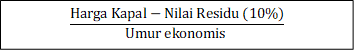 Harga Kapal − Nilai Residu (10%)
Umur ekonomis